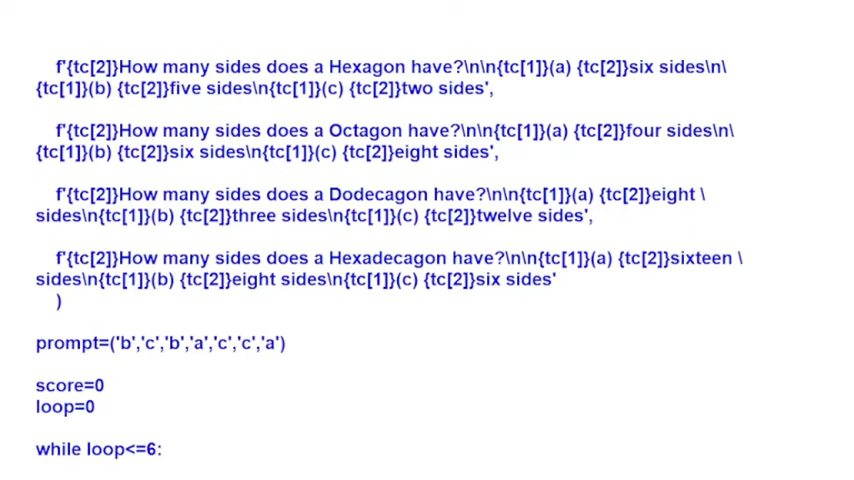 f'{tc[2]}How many sides does a Hexagon have?\n\n{tc[1]}(a) {tc[2]}six sides\n\
{tc[1]}(b) {tc[2]}five sides\n{tc[1]}(c) {tc[2]}two sides',
f'{tc[2]}How many sides does a Octagon have?\n\n{tc[1]}(a) {tc[2]}four sides\n\
{tc[1]}(b) {tc[2]}six sides\n{tc[1]}(c) {tc[2]}eight sides',
f'{tc[2]}How many sides does a Dodecagon have?\n\n{tc[1]}(a) {tc[2]}eight \
sides\n{tc[1]}(b) {tc[2]}three sides\n{tc[1]}(c) {tc[2]}twelve sides',
f'{tc[2]}How many sides does a Hexadecagon have?\n\n{tc[1]}(a) {tc[2]}sixteen \
sides\n{tc[1]}(b) {tc[2]}eight sides\n{tc[1]}(c) {tc[2]}six sides'
)
prompt=('b','c','b','a','c','c','a')
score=0
loop=0
while loop<=6: